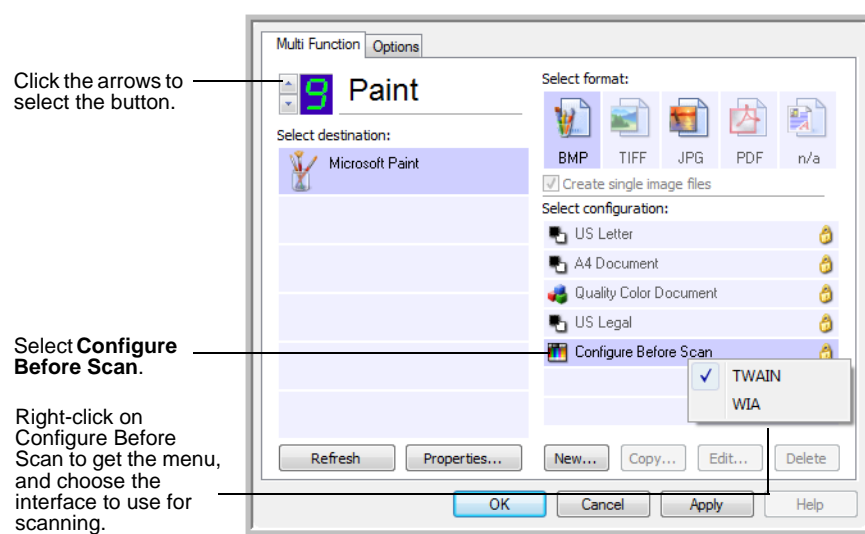 Multi Function
Options
Click the arrows to
select the button.
9
Paint
Select destination:
Microsoft Paint
Select format:
BMP
TIFF
JPG
PDF
n/a
Create single image files
Select configuration:
US Letter
A4 Document
Quality Color Document
US Legal
Configure Before Scan
TWAIN
WIA
Select Configure
Before Scan.
Right-click on
Configure Before
Scan to get the menu,
and choose the
interface to use for
scanning.
Refresh
Properties...
New...
Copy...
Edit...
Delete
OK
Cancel
Apply
Help